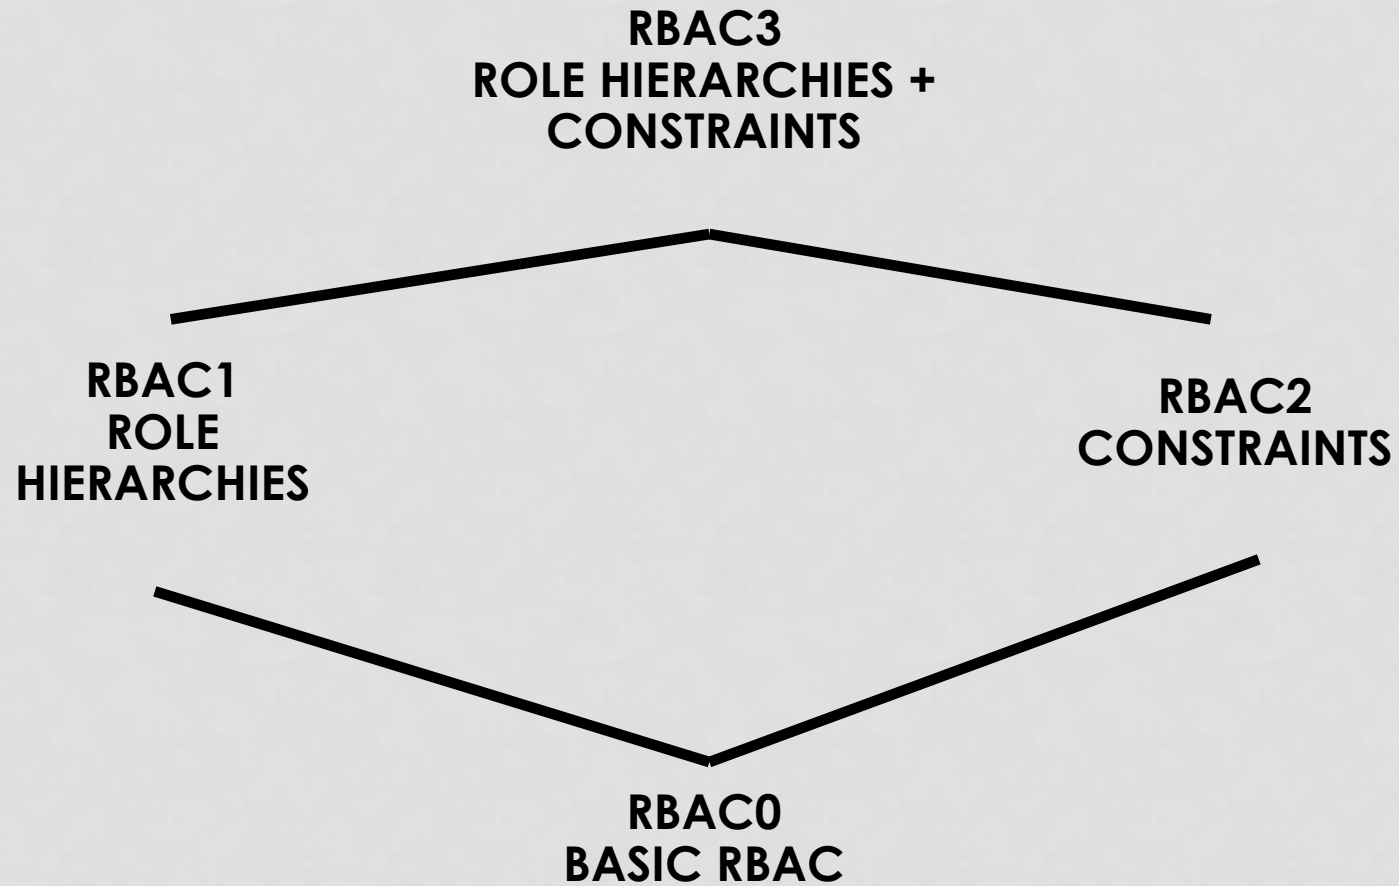 RBAC3
ROLE HIERARCHIES +
CONSTRAINTS
RBAC1
ROLE
HIERARCHIES
RBAC2
CONSTRAINTS
RBAC0
BASIC RBAC